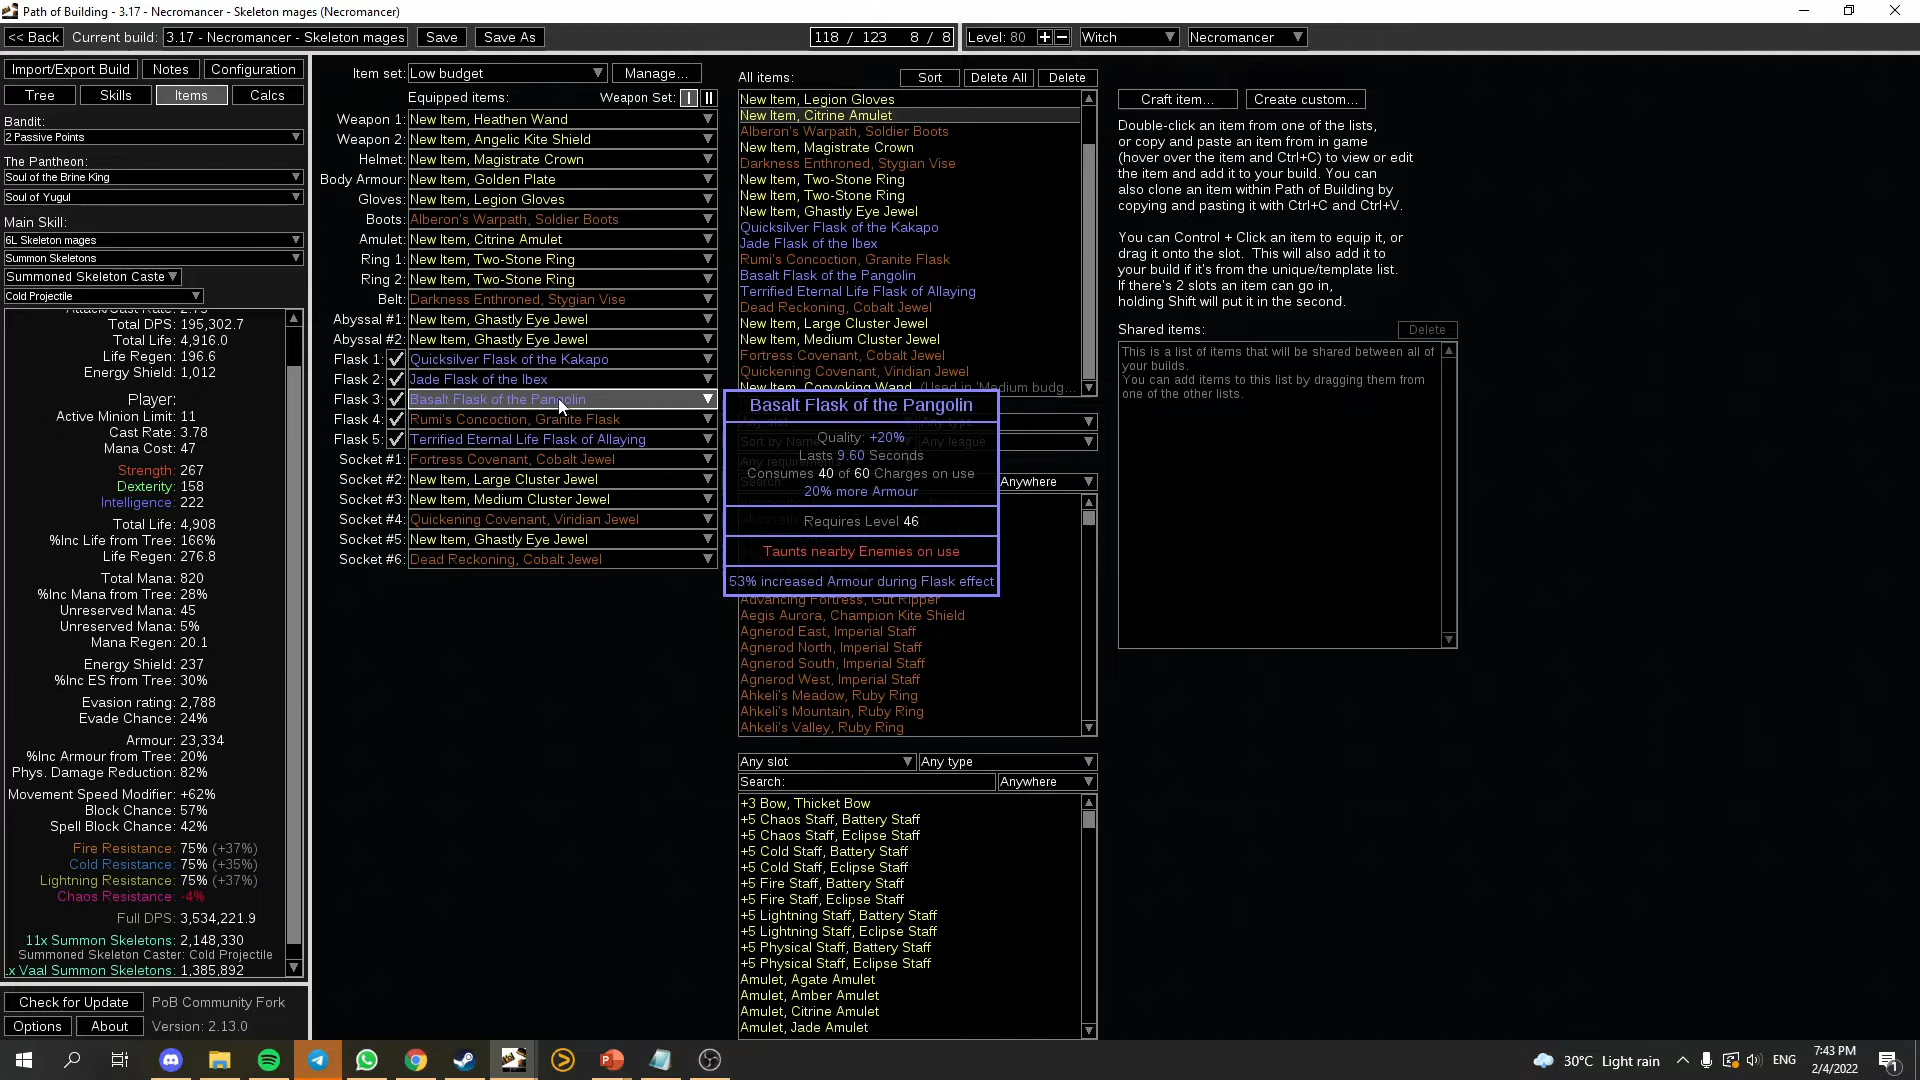 Path of Building - 3.17 - Necromancer - Skeleton mages (Necromancer)
<< Back
Current build: 3.17 - Necromancer - Skeleton mages
Save
Save As
118 / 123 8 / 8
Level: 80
Witch
Necromancer
Import/Export Build
Notes
Configuration
Tree
Skills
Items
Calcs
Bandit:
2 Passive Points
The Pantheon:
Soul of the Brine King
Soul of Yugul
Main Skill:
6L Skeleton mages
Summon Skeletons
Summoned Skeleton Caste
Cold Projectile
Attack/Cast Rate: 2.75
Total DPS: 195,302.7
Total Life: 4,916.0
Life Regen: 196.6
Energy Shield: 1,012
Player:
Active Minion Limit: 11
Cast Rate: 3.78
Mana Cost: 47
Strength: 267
Dexterity: 158
Intelligence: 222
Total Life: 4,908
%Inc Life from Tree: 166%
Life Regen: 276.8
Total Mana: 820
%Inc Mana from Tree: 28%
Unreserved Mana: 45
Unreserved Mana: 5%
Mana Regen: 20.1
Energy Shield: 237
%Inc ES from Tree: 30%
Evasion rating: 2,788
Evade Chance: 24%
Armour: 23,334
%Inc Armour from Tree: 20%
Phys. Damage Reduction: 82%
Movement Speed Modifier: +62%
Block Chance: 57%
Spell Block Chance: 42%
Fire Resistance: 75% (+37%)
Cold Resistance: 75% (+35%)
Lightning Resistance: 75% (+37%)
Chaos Resistance: -4%
Full DPS: 3,534,221.9
11x Summon Skeletons: 2,148,330
Summoned Skeleton Caster: Cold Projectile
.x Vaal Summon Skeletons: 1,385,892
Check for Update
PoB Community Fork
Options
About
Version: 2.13.0
Item set: Low budget
Manage...
Equipped items:
Weapon Set: I II
Weapon 1: New Item, Heathen Wand
Weapon 2: New Item, Angelic Kite Shield
Helmet: New Item, Magistrate Crown
Body Armour: New Item, Golden Plate
Gloves: New Item, Legion Gloves
Boots: Alberon's Warpath, Soldier Boots
Amulet: New Item, Citrine Amulet
Ring 1: New Item, Two-Stone Ring
Ring 2: New Item, Two-Stone Ring
Belt: Darkness Enthroned, Stygian Vise
Abyssal #1: New Item, Ghastly Eye Jewel
Abyssal #2: New Item, Ghastly Eye Jewel
Flask 1: Quicksilver Flask of the Kakapo
Flask 2: Jade Flask of the Ibex
Flask 3: Basalt Flask of the Pangolin
Flask 4: Rumi's Concoction, Granite Flask
Flask 5: Terrified Eternal Life Flask of Allaying
Socket #1: Fortress Covenant, Cobalt Jewel
Socket #2: New Item, Large Cluster Jewel
Socket #3: New Item, Medium Cluster Jewel
Socket #4: Quickening Covenant, Viridian Jewel
Socket #5: New Item, Ghastly Eye Jewel
Socket #6: Dead Reckoning, Cobalt Jewel
All items:
Sort
Delete All
Delete
New Item, Legion Gloves
New Item, Citrine Amulet
Alberon's Warpath, Soldier Boots
New Item, Magistrate Crown
Darkness Enthroned, Stygian Vise
New Item, Two-Stone Ring
New Item, Two-Stone Ring
New Item, Ghastly Eye Jewel
Quicksilver Flask of the Kakapo
Jade Flask of the Ibex
Rumi's Concoction, Granite Flask
Basalt Flask of the Pangolin
Terrified Eternal Life Flask of Allaying
Dead Reckoning, Cobalt Jewel
New Item, Large Cluster Jewel
New Item, Medium Cluster Jewel
Fortress Covenant, Cobalt Jewel
Quickening Covenant, Viridian Jewel
New Item, Convoking Wand (Used in 'Medium budg...
Basalt Flask of the Pangolin
Quality: +20%
Lasts 9.60 Seconds
Consumes 40 of 60 Charges on use
20% more Armour
Requires Level 46
Taunts nearby Enemies on use
53% increased Armour during Flask effect
Any slot
Any type
Sort by Name
Any league
Any requirements
Search:
Anywhere
Advancing Fortress, Gut Ripper
Aegis Aurora, Champion Kite Shield
Agnerod East, Imperial Staff
Agnerod North, Imperial Staff
Agnerod South, Imperial Staff
Agnerod West, Imperial Staff
Ahkeli's Meadow, Ruby Ring
Ahkeli's Mountain, Ruby Ring
Ahkeli's Valley, Ruby Ring
Any slot
Any type
Search:
Anywhere
+3 Bow, Thicket Bow
+5 Chaos Staff, Battery Staff
+5 Chaos Staff, Eclipse Staff
+5 Cold Staff, Battery Staff
+5 Cold Staff, Eclipse Staff
+5 Fire Staff, Battery Staff
+5 Fire Staff, Eclipse Staff
+5 Lightning Staff, Battery Staff
+5 Lightning Staff, Eclipse Staff
+5 Physical Staff, Battery Staff
+5 Physical Staff, Eclipse Staff
Amulet, Agate Amulet
Amulet, Amber Amulet
Amulet, Citrine Amulet
Amulet, Jade Amulet
Craft item...
Create custom...
Double-click an item from one of the lists,
or copy and paste an item from in game
(hover over the item and Ctrl+C) to view or edit
the item and add it to your build. You can
also clone an item within Path of Building by
copying and pasting it with Ctrl+C and Ctrl+V.
You can Control + Click an item to equip it, or
drag it onto the slot. This will also add it to
your build if it's from the unique/template list.
If there's 2 slots an item can go in,
holding Shift will put it in the second.
Shared items:
Delete
This is a list of items that will be shared between all of
your builds.
You can add items to this list by dragging them from
one of the other lists.
30°C Light rain
ENG
7:43 PM
2/4/2022
1